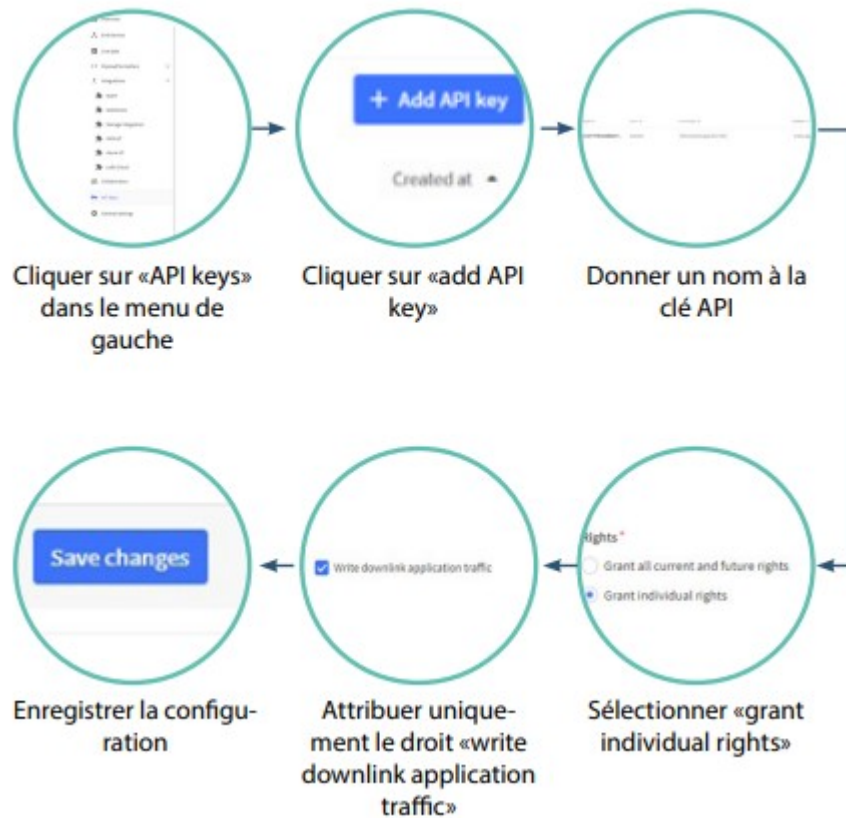 + Add API key
Created at
Cliquer sur «API keys»
dans le menu de
gauche
Cliquer sur «add API
key»
Donner un nom à la
clé API
Save changes
Write downlink application traffic
Rights*
Grant all current and future rights
Grant individual rights
Enregistrer la configu-
ration
Attribuer unique-
ment le droit «write
downlink application
traffic»
Sélectionner «grant
individual rights»